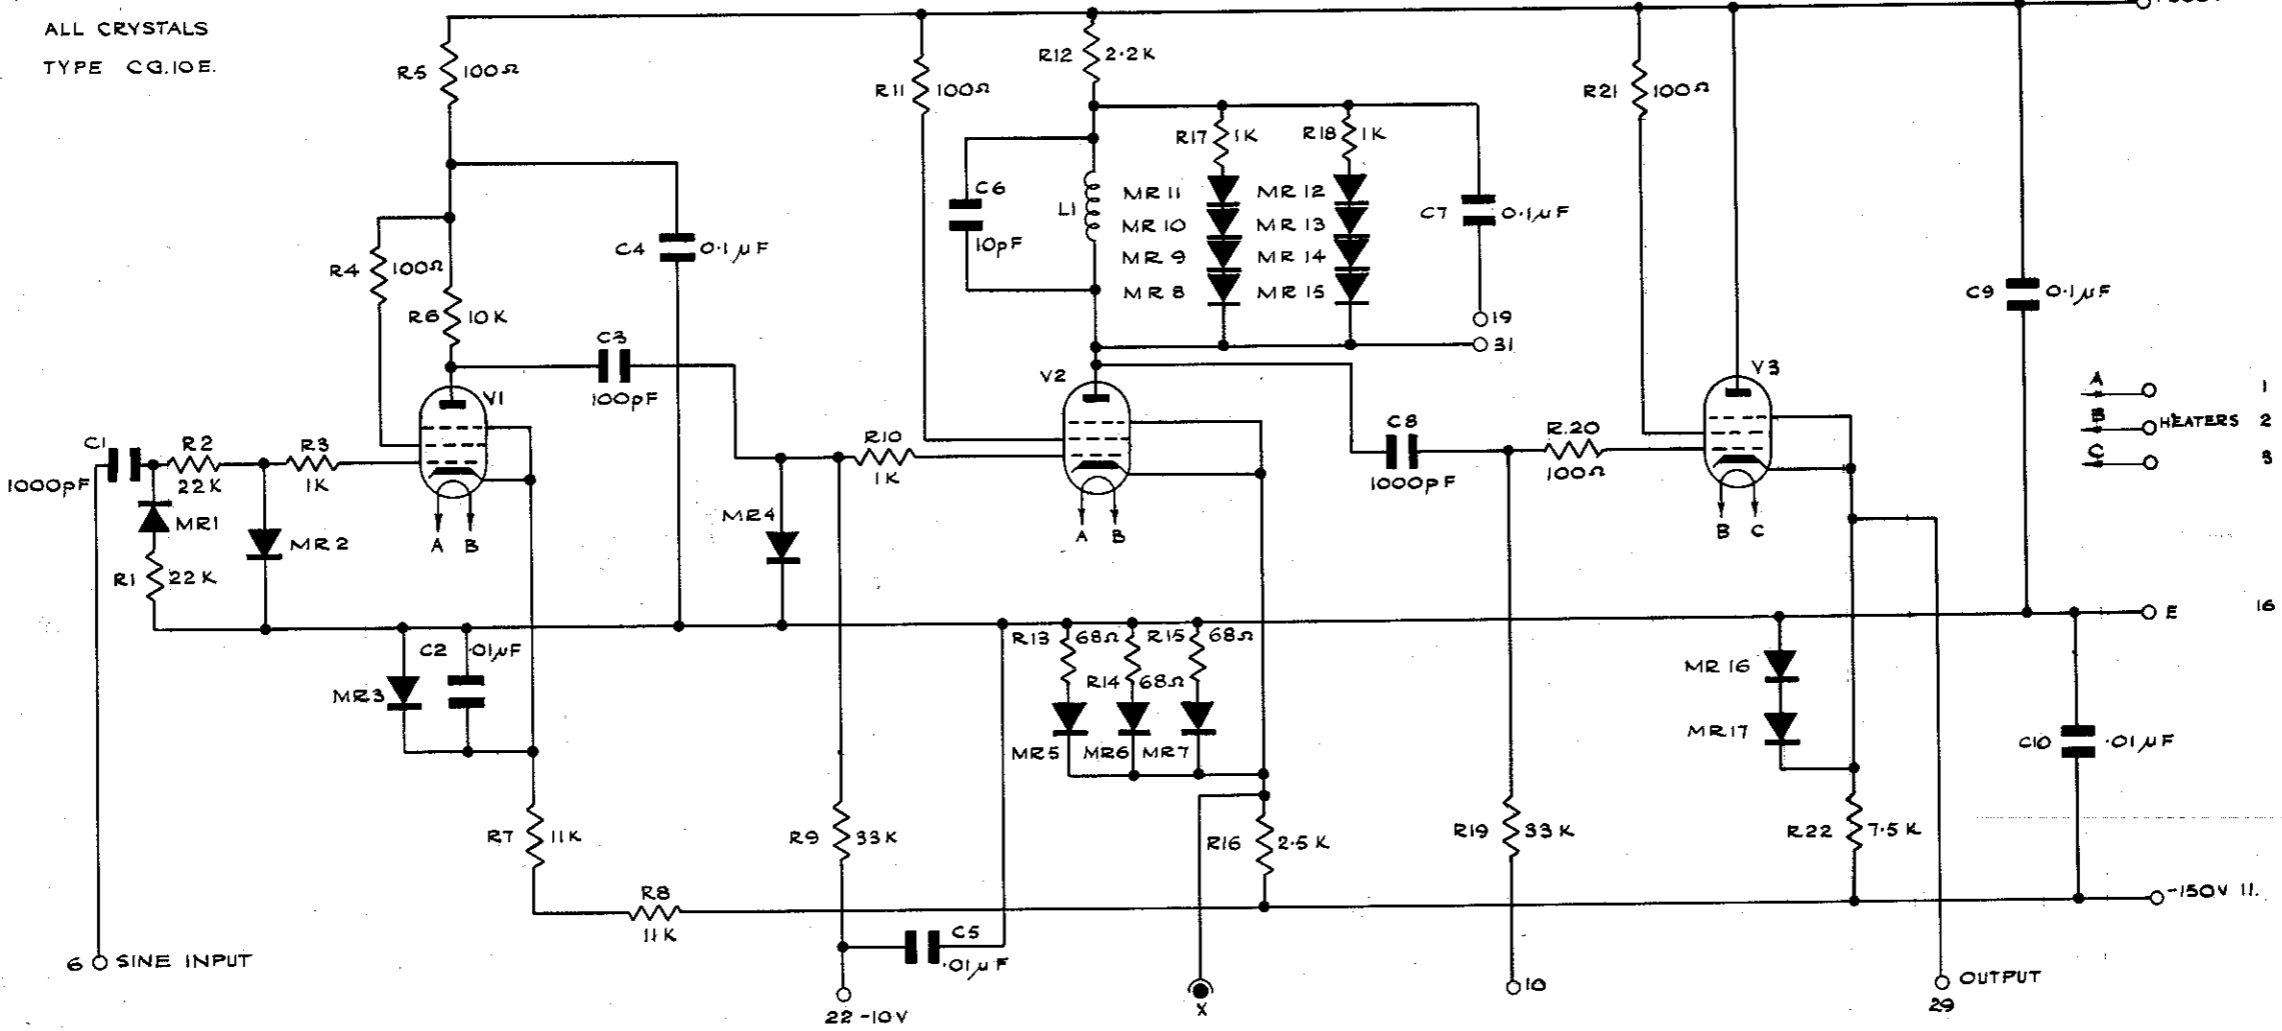 ALL CRYSTALS
TYPE CG.10E.
R5 100Ω
R11 100Ω
R12 2.2K
R21 100Ω
R17 1K
R18 1K
C6
10pF
L1
MR 11
MR 10
MR 9
MR 8
MR 12
MR 13
MR 14
MR 15
C7 0.1μF
19
31
R4 100Ω
R6 10K
C4 0.1μF
C3
100pF
C9 0.1μF
V1
V2
V3
A
B HEATERS
C
1
2
3
C1
1000pF
R2
22K
R3
1K
MR1
R1 22K
MR 2
A B
MR4
R10
1K
A B
C8
1000pF
R.20
100Ω
B C
E 16
C2 .01μF
MR3
R13 68Ω
R14 68Ω
R15 68Ω
MR5
MR6
MR7
MR 16
MR17
C10 .01μF
R7 11K
R8
11K
R9 33K
R16 2.5K
R19 33K
R22 7.5K
-150V 11.
C5
.01μF
6 SINE INPUT
22 -10V
X
10
OUTPUT
29